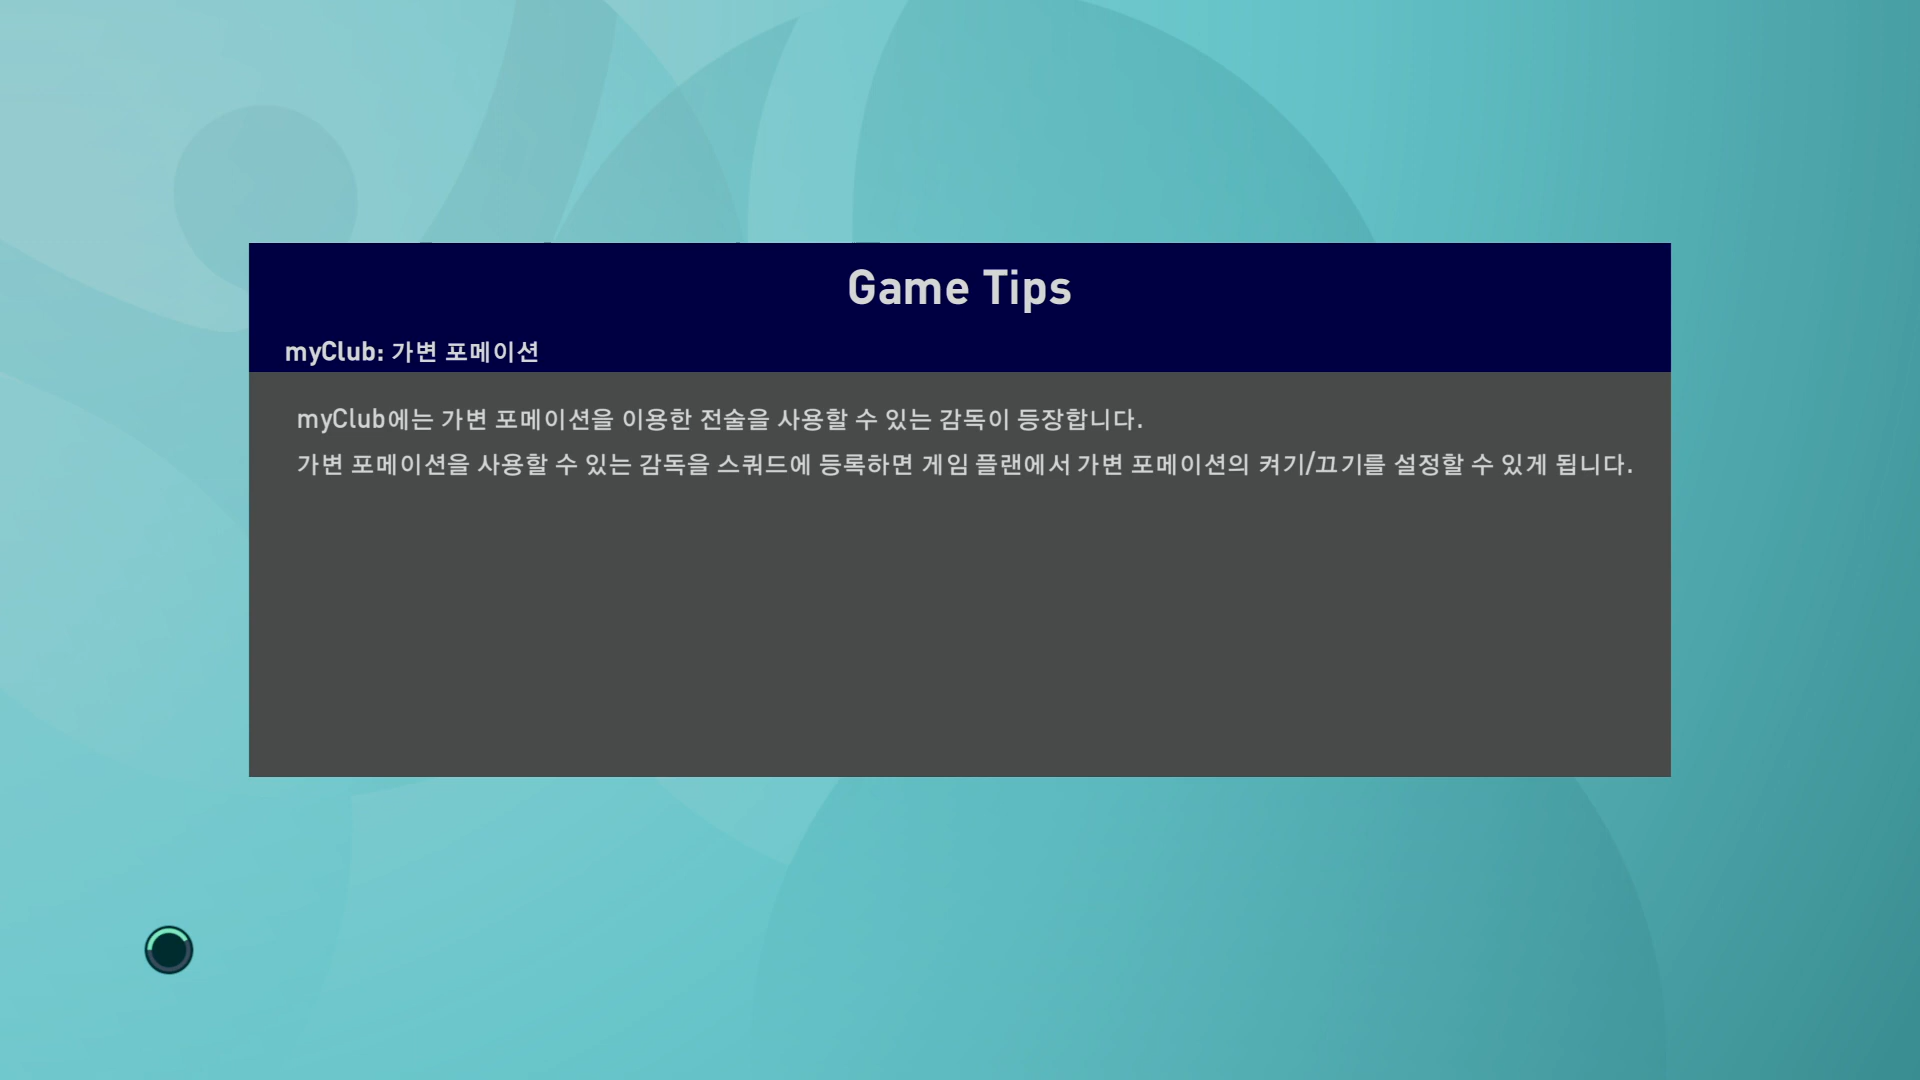 Game Tips
myClub: 가변 포메이션
myClub에는 가변 포메이션을 이용한 전술을 사용할 수 있는 감독이 등장합니다.
가변 포메이션을 사용할 수 있는 감독을 스쿼드에 등록하면 게임 플랜에서 가변 포메이션의 켜기/끄기를 설정할 수 있게 됩니다.